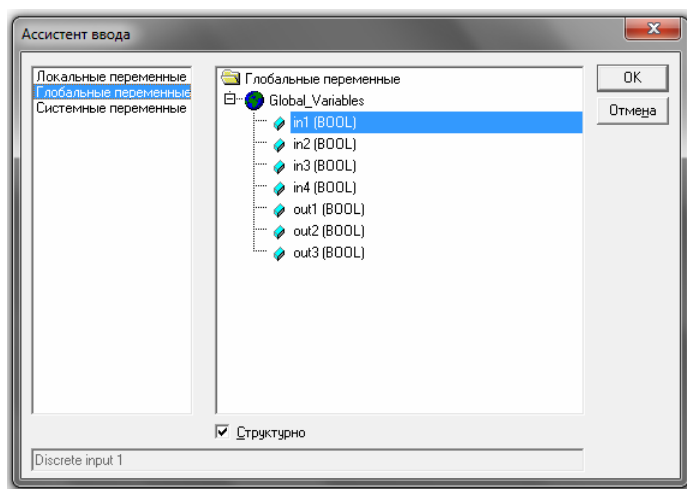 Ассистент ввода
Локальные переменные
Глобальные переменные
Системные переменные
Глобальные переменные
Global_Variables
in1 (BOOL)
in2 (BOOL)
in3 (BOOL)
in4 (BOOL)
out1 (BOOL)
out2 (BOOL)
out3 (BOOL)
OK
Отмена
Структурно
Discrete input 1